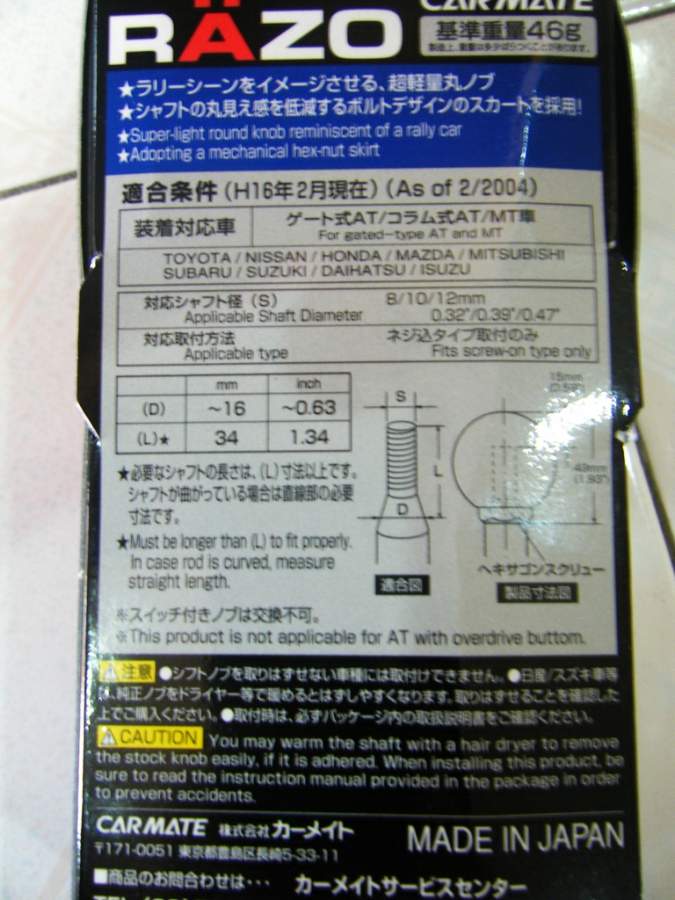 CARMATE
RAZO
基準重量46g
製造上、数量は多少ばらつくことが有ります。
★ラリーシーンをイメージさせる、超軽量丸ノブ
★シャフトの丸見え感を低減するボルトデザインのスカートを採用!
★Super-light round knob reminiscent of a rally car
★Adopting a mechanical hex-nut skirt
適合条件 (H16年2月現在) (As of 2/2004)
装着対応車
ゲート式AT/コラム式AT/MT車
For gated-type AT and MT
TOYOTA / NISSAN / HONDA / MAZDA / MITSUBISHI
SUBARU / SUZUKI / DAIHATSU / ISUZU
対応シャフト径 (S) 8/10/12mm
Applicable Shaft Diameter 0.32"/0.39"/0.47"
対応取付方法 ネジ込タイプ取付のみ
Applicable type Fits screw-on type only
mm inch
(D) ~16 ~0.63
(L)★ 34 1.34
S
L
D
適合図
15mm
49mm
(1.93")
ヘキサゴンスクリュー
製品寸法図
★必要なシャフトの長さは、(L)寸法以上です。
シャフトが曲がっている場合は直線部の必要
寸法です。
★Must be longer than (L) to fit properly.
In case rod is curved, measure
straight length.
※スイッチ付きノブは交換不可。
※This product is not applicable for AT with overdrive buttom.
注意 ●シフトノブを取りはずせない車種には取付けできません。 ●日産/スズキ車等
は、純正ノブをドライヤー等で暖めるとはずしやすくなります。取りはずせることを確認した
上でご購入ください。●取付時は、必ずパッケージ内の取扱説明書をご確認ください。
CAUTION You may warm the shaft with a hair dryer to remove
the stock knob easily, if it is adhered. When installing this product, be
sure to read the instruction manual provided in the package in order
to prevent accidents.
CARMATE 株式会社 カーメイト
〒171-0051 東京都豊島区長崎5-33-11
MADE IN JAPAN
■商品のお問合わせは・・・ カーメイトサービスセンター